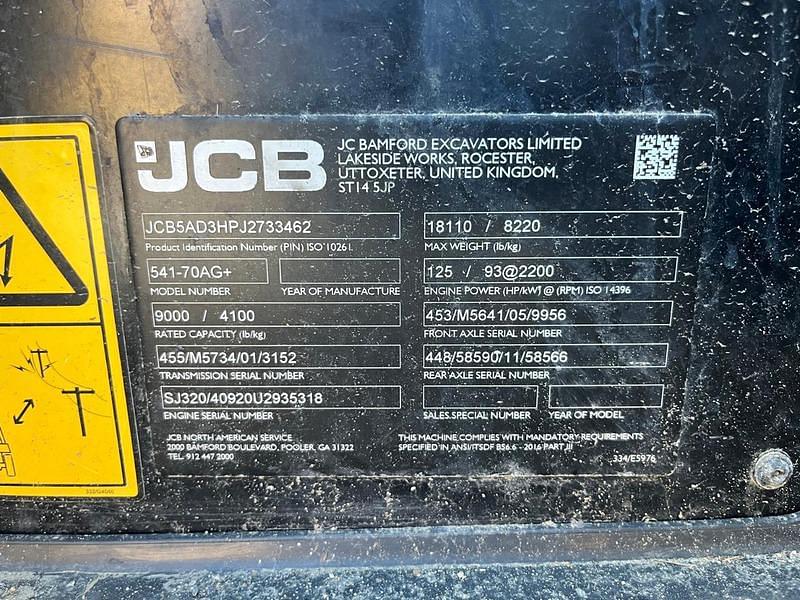 JCB
JC BAMFORD EXCAVATORS LIMITED
LAKESIDE WORKS, ROCESTER,
UTTOXETER, UNITED KINGDOM,
ST14 5JP
JCB5AD3HPJ2733462
Product Identification Number (PIN) ISO 10261.
18110 / 8220
MAX WEIGHT (lb/kg)
541-70AG+
MODEL NUMBER
YEAR OF MANUFACTURE
125 / 93@2200
ENGINE POWER (HP/kW) @ (RPM) ISO 14396
9000 / 4100
RATED CAPACITY (lb/kg)
453/M5641/05/9956
FRONT AXLE SERIAL NUMBER
455/M5734/01/3152
TRANSMISSION SERIAL NUMBER
448/58590/11/58566
REAR AXLE SERIAL NUMBER
SJ320/40920U2935318
ENGINE SERIAL NUMBER
SALES SPECIAL NUMBER
YEAR OF MODEL
JCB NORTH AMERICAN SERVICE
2000 BAMFORD BOULEVARD, POOLER, GA 31322
TEL. 912 447 2000
THIS MACHINE COMPLIES WITH MANDATORY REQUIREMENTS
SPECIFIED IN ANSI/ITSDF B56.6 - 2016 PART III
334/E5976